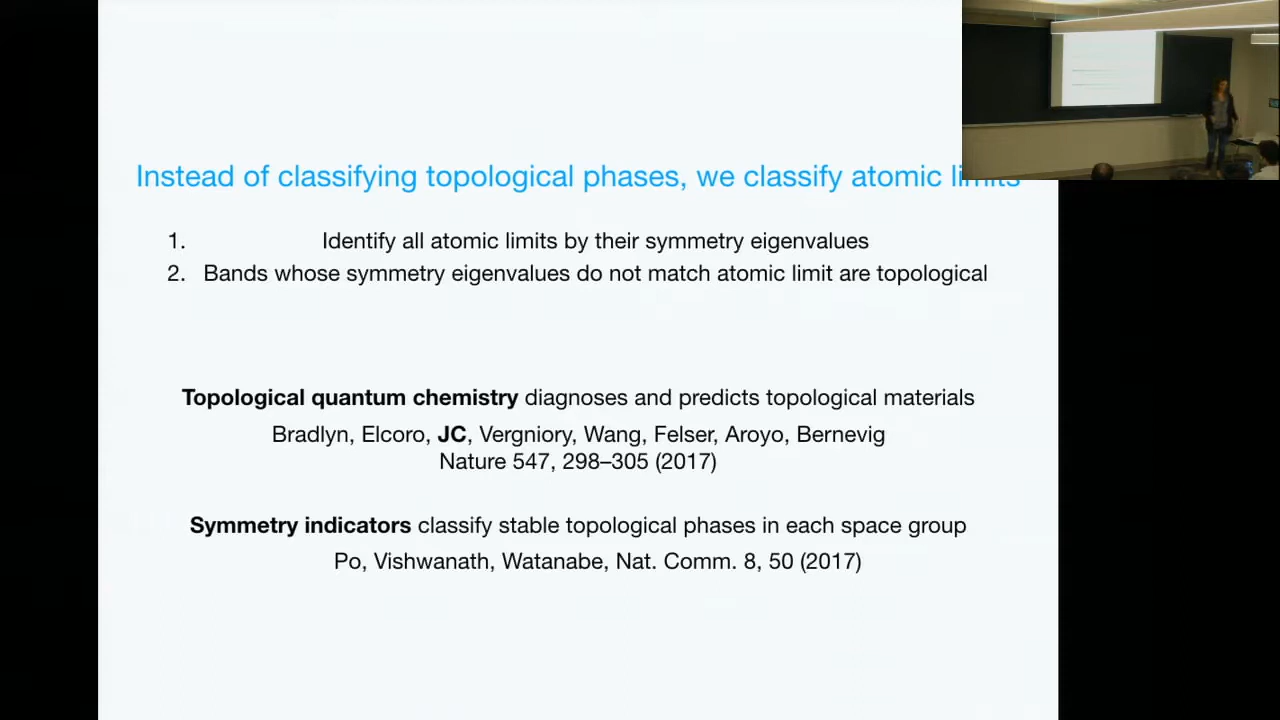 Instead of classifying topological phases, we classify atomic limits
1. Identify all atomic limits by their symmetry eigenvalues
2. Bands whose symmetry eigenvalues do not match atomic limit are topological
Topological quantum chemistry diagnoses and predicts topological materials
Bradlyn, Elcoro, JC, Vergniory, Wang, Felser, Aroyo, Bernevig
Nature 547, 298–305 (2017)
Symmetry indicators classify stable topological phases in each space group
Po, Vishwanath, Watanabe, Nat. Comm. 8, 50 (2017)